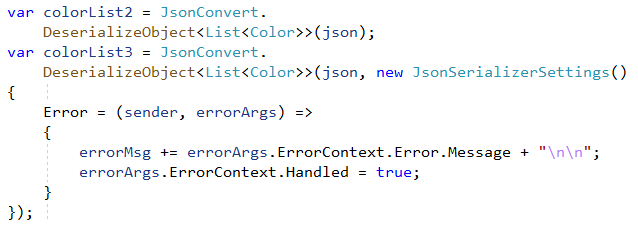 var colorList2 = JsonConvert.
    DeserializeObject<List<Color>>(json);
var colorList3 = JsonConvert.
    DeserializeObject<List<Color>>(json, new JsonSerializerSettings()
{
    Error = (sender, errorArgs) =>
    {
        errorMsg += errorArgs.ErrorContext.Error.Message + "\n\n";
        errorArgs.ErrorContext.Handled = true;
    }
});